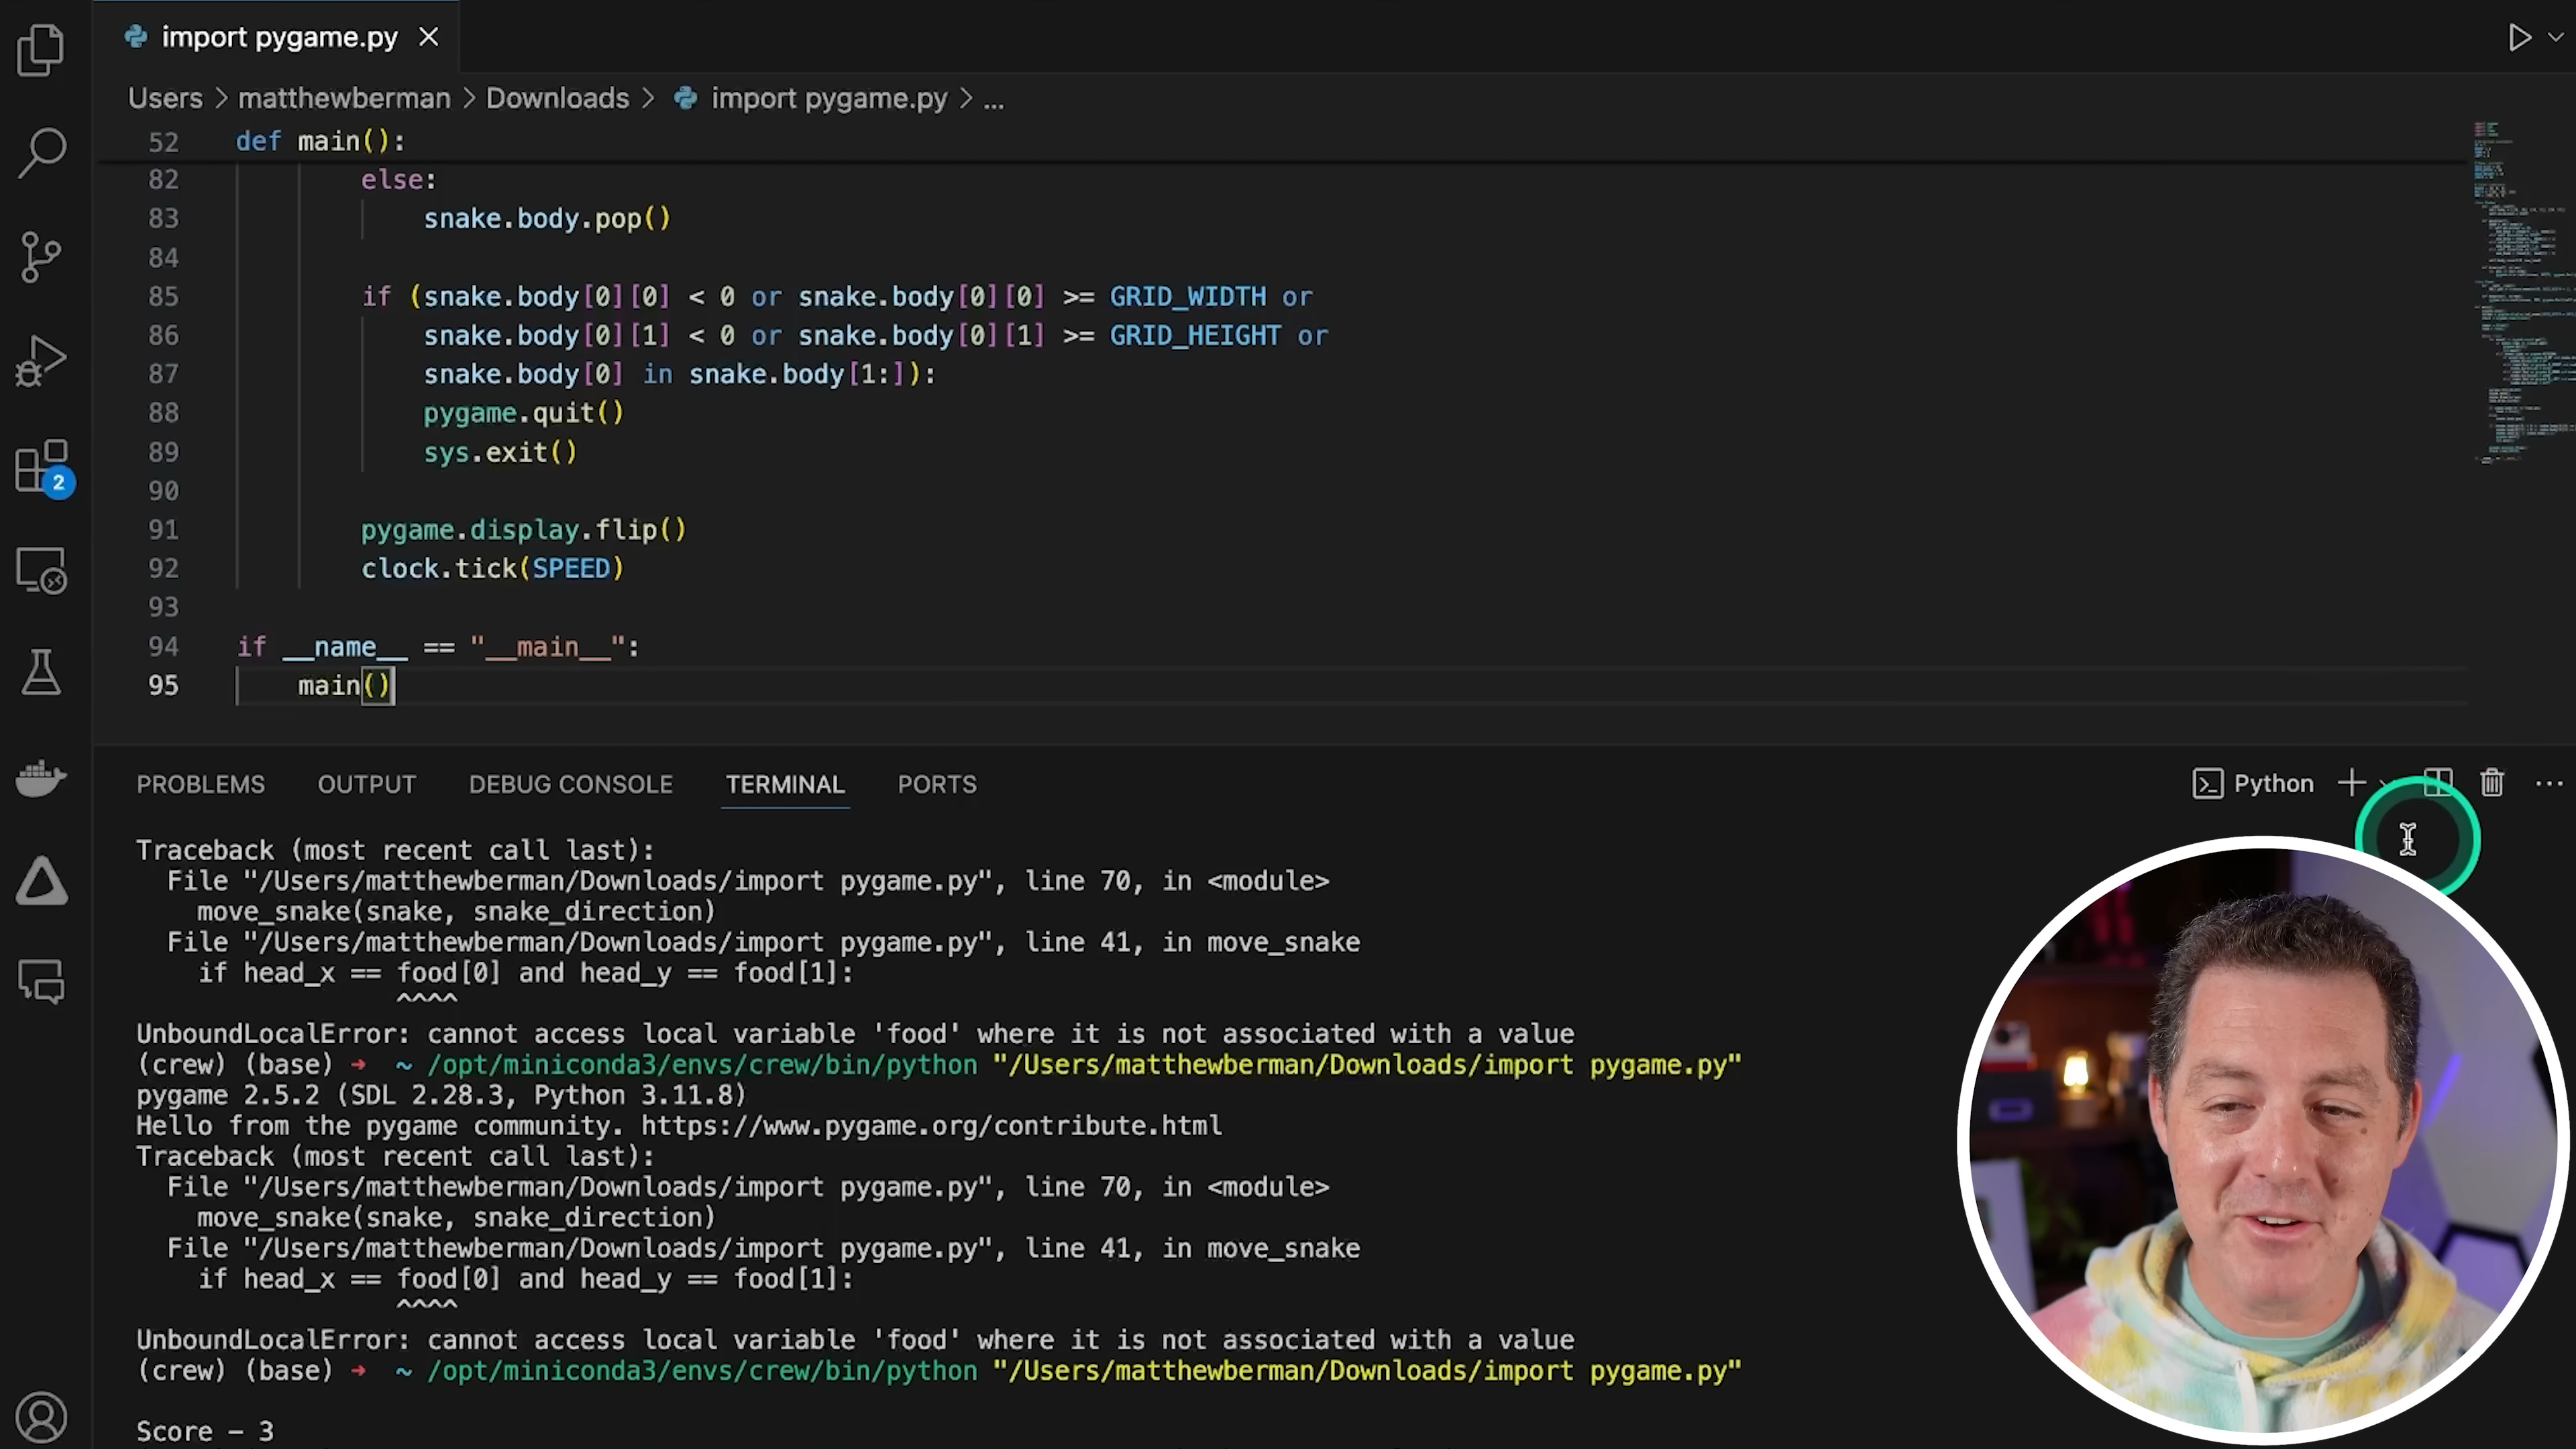 import pygame.py
Users > matthewberman > Downloads > import pygame.py > ...
52 def main():
82 else:
83 snake.body.pop()
84
85 if (snake.body[0][0] < 0 or snake.body[0][0] >= GRID_WIDTH or
86 snake.body[0][1] < 0 or snake.body[0][1] >= GRID_HEIGHT or
87 snake.body[0] in snake.body[1:]):
88 pygame.quit()
89 sys.exit()
90
91 pygame.display.flip()
92 clock.tick(SPEED)
93
94 if __name__ == "__main__":
95 main()
2
PROBLEMS OUTPUT DEBUG CONSOLE TERMINAL PORTS Python
Traceback (most recent call last):
File "/Users/matthewberman/Downloads/import pygame.py", line 70, in <module>
move_snake(snake, snake_direction)
File "/Users/matthewberman/Downloads/import pygame.py", line 41, in move_snake
if head_x == food[0] and head_y == food[1]:
^^^^
UnboundLocalError: cannot access local variable 'food' where it is not associated with a value
(crew) (base) → ~ /opt/miniconda3/envs/crew/bin/python "/Users/matthewberman/Downloads/import pygame.py"
pygame 2.5.2 (SDL 2.28.3, Python 3.11.8)
Hello from the pygame community. https://www.pygame.org/contribute.html
Traceback (most recent call last):
File "/Users/matthewberman/Downloads/import pygame.py", line 70, in <module>
move_snake(snake, snake_direction)
File "/Users/matthewberman/Downloads/import pygame.py", line 41, in move_snake
if head_x == food[0] and head_y == food[1]:
^^^^
UnboundLocalError: cannot access local variable 'food' where it is not associated with a value
(crew) (base) → ~ /opt/miniconda3/envs/crew/bin/python "/Users/matthewberman/Downloads/import pygame.py"
Score – 3